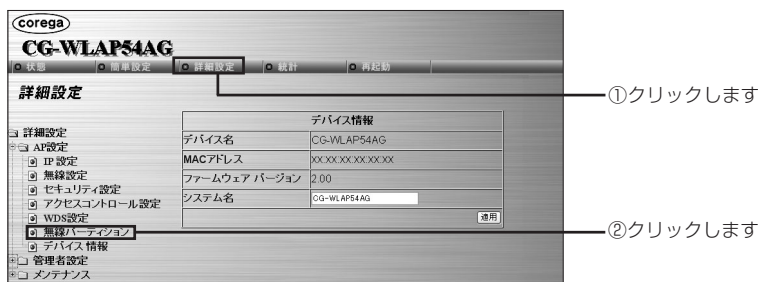 corega
CG-WLAP54AG
状態 簡単設定 詳細設定 統計 再起動
詳細設定
①クリックします
詳細設定
AP設定
IP 設定
無線設定
セキュリティ設定
アクセスコントロール設定
WDS設定
無線パーティション
デバイス情報
管理者設定
メンテナンス
デバイス情報
デバイス名 CG-WLAP54AG
MACアドレス XX:XX:XX:XX:XX:XX
ファームウェア バージョン 2.00
システム名 CG-WLAP54AG
適用
②クリックします